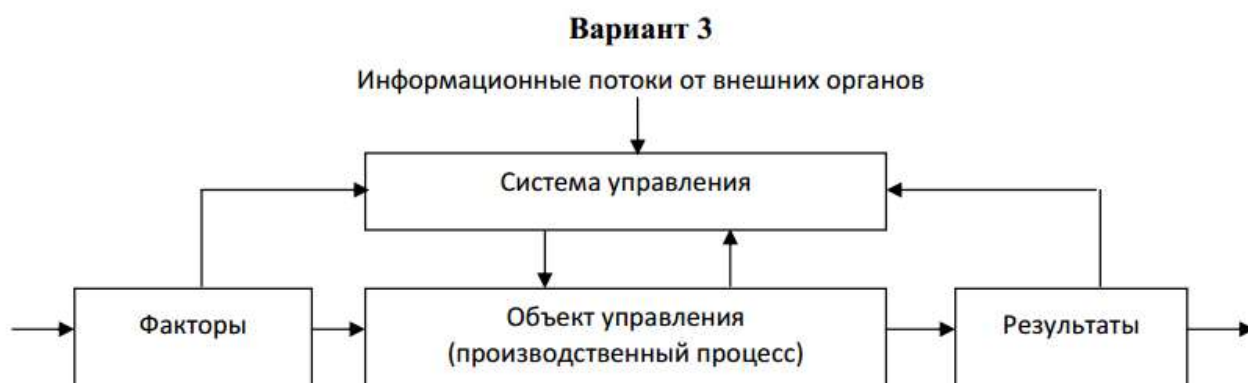 Вариант 3
Информационные потоки от внешних органов
Система управления
Факторы
Объект управления
(производственный процесс)
Результаты